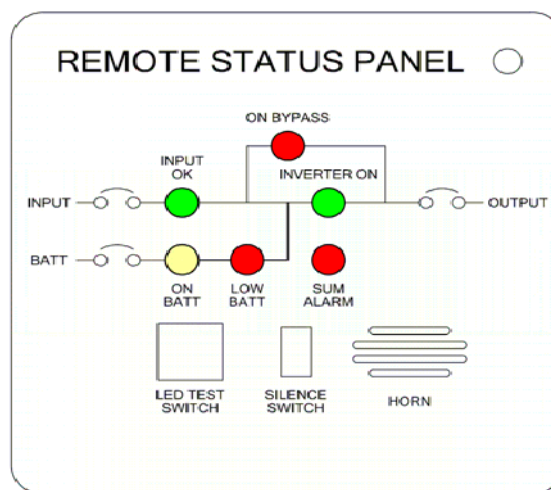 REMOTE STATUS PANEL
ON BYPASS
INPUT
OK
INVERTER ON
INPUT
OUTPUT
BATT
ON
BATT
LOW
BATT
SUM
ALARM
LED TEST
SWITCH
SILENCE
SWITCH
HORN